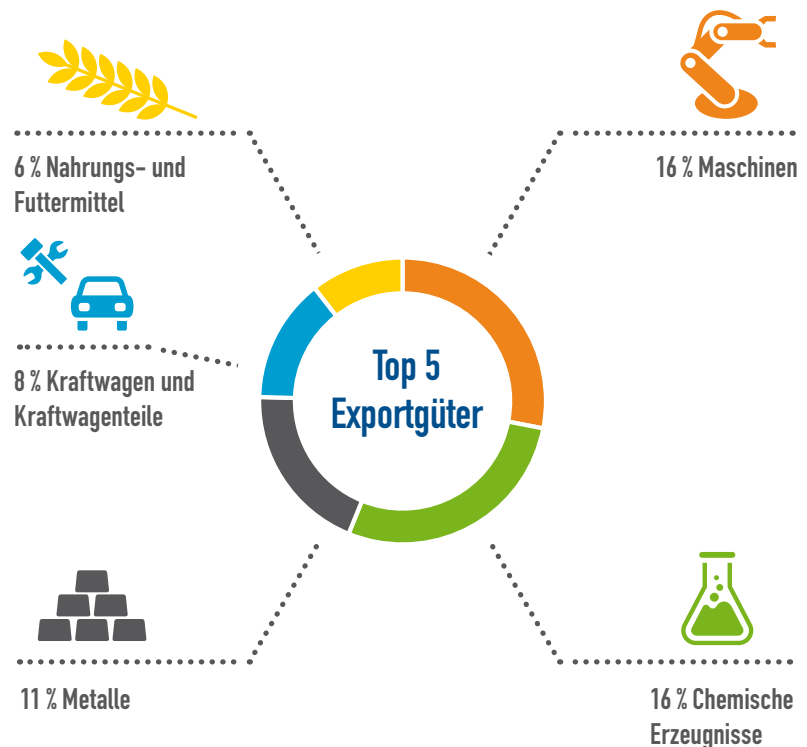 6 % Nahrungs- und
Futtermittel
16 % Maschinen
8 % Kraftwagen und
Kraftwagenteile
Top 5
Exportgüter
11 % Metalle
16 % Chemische
Erzeugnisse